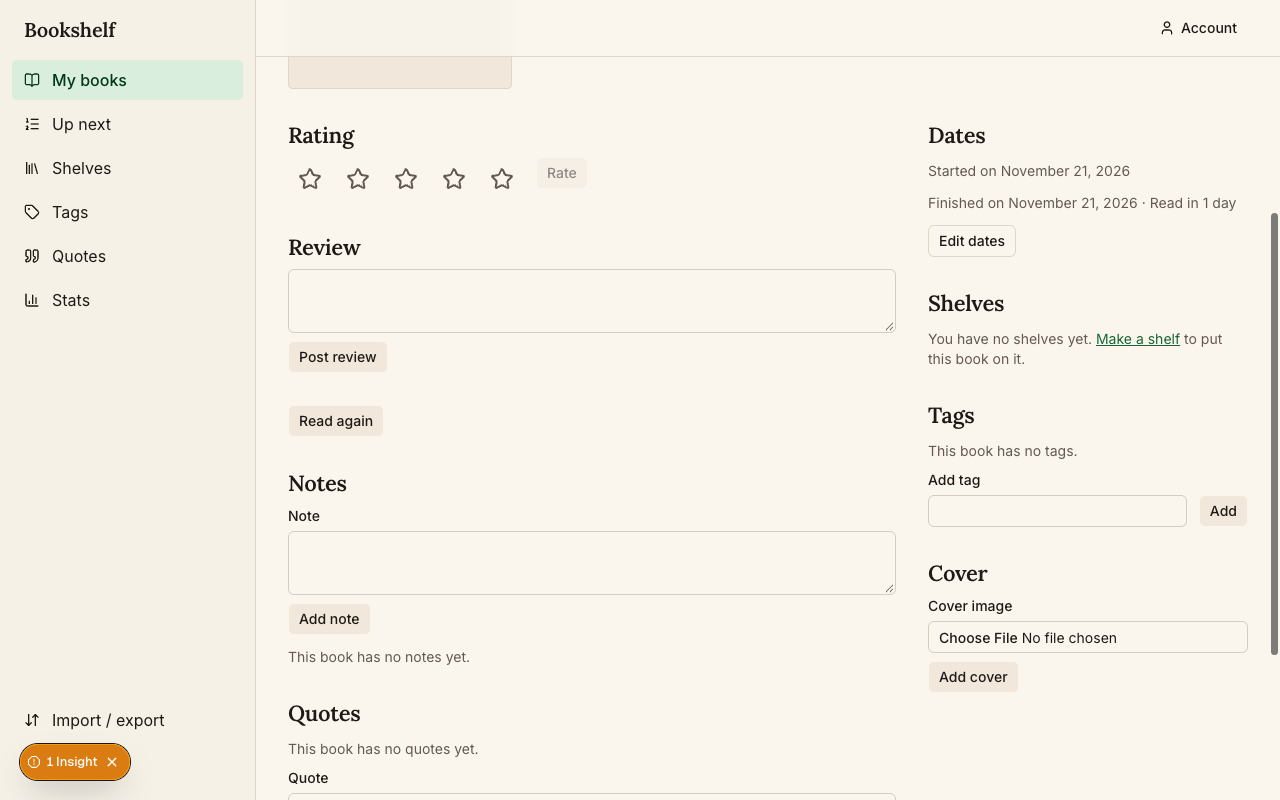 Bookshelf
Account
My books
Up next
Shelves
Tags
Quotes
Stats
Import / export
1 Insight
Rating
Rate
Review
Post review
Read again
Notes
Note
Add note
This book has no notes yet.
Quotes
This book has no quotes yet.
Quote
Dates
Started on November 21, 2026
Finished on November 21, 2026 · Read in 1 day
Edit dates
Shelves
You have no shelves yet. Make a shelf to put
this book on it.
Tags
This book has no tags.
Add tag
Add
Cover
Cover image
Choose File No file chosen
Add cover